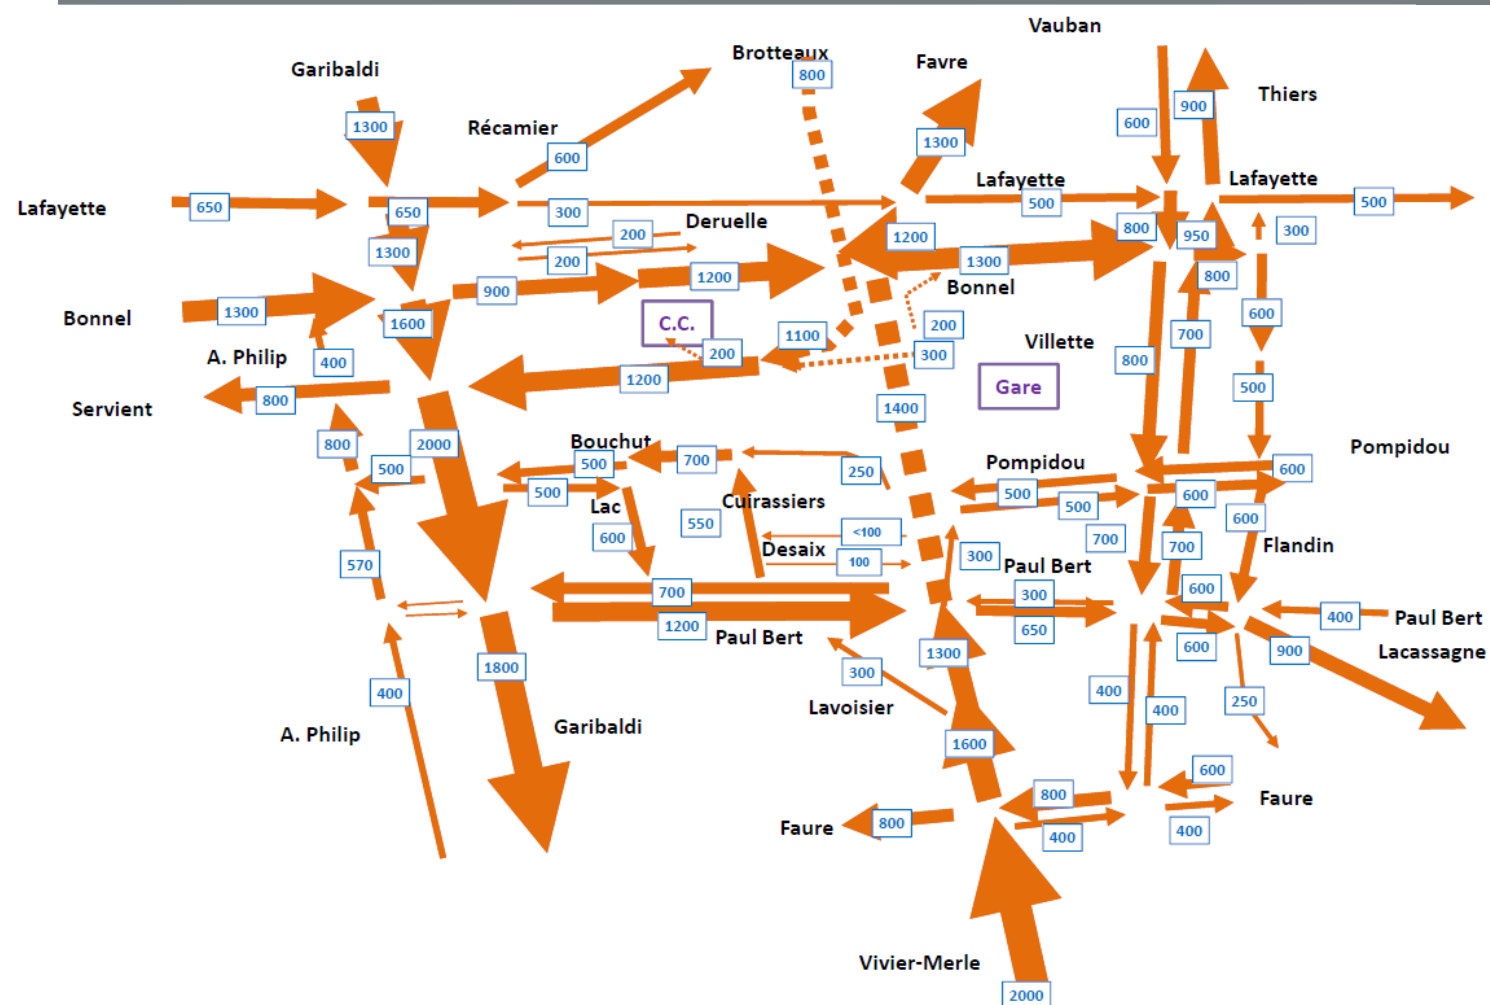 Vauban
Brotteaux
Favre
Garibaldi
800
Thiers
900
1300
600
Récamier
1300
600
Lafayette
Lafayette
Lafayette
650
650
300
500
500
Deruelle
200
1200
800
950
300
1300
200
1300
800
900
1200
Bonnel
Bonnel
1300
1600
C.C.
1100
200
600
700
Villette
A. Philip
400
200
300
800
1200
Gare
500
Servient
800
1400
800
2000
Bouchut
Pompidou
500
700
Pompidou
500
250
600
500
500
600
Lac
Cuirassiers
500
600
550
<100
700
700
Flandin
600
Desaix
570
100
300
Paul Bert
700
300
600
400
Paul Bert
1200
Paul Bert
650
600
900
Lacassagne
1800
1300
300
400
400
250
Lavoisier
400
A. Philip
Garibaldi
1600
600
800
Faure
Faure
800
400
400
Vivier-Merle
2000